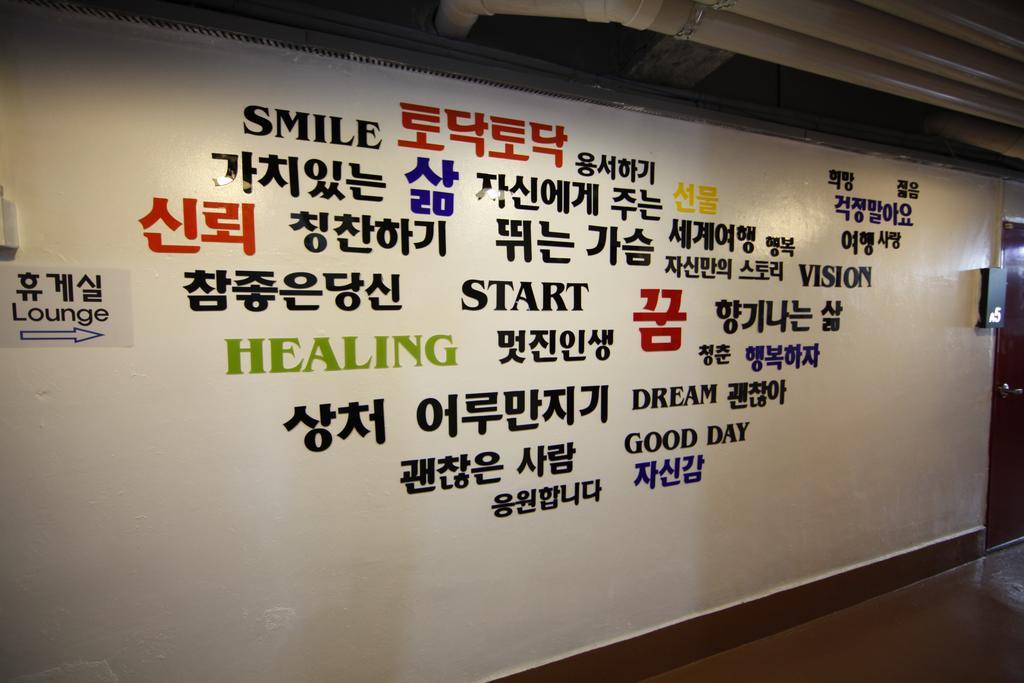 SMILE 토닥토닥 용서하기
가치있는 삶 자신에게 주는 선물
희망 젊음
걱정말아요
신뢰 칭찬하기 뛰는 가슴 세계여행 행복
여행 사랑
자신만의 스토리 VISION
참좋은당신 START 꿈 향기나는 삶
HEALING 멋진인생 청춘 행복하자
상처 어루만지기 DREAM 괜찮아
괜찮은 사람 GOOD DAY
응원합니다 자신감
휴게실
Lounge